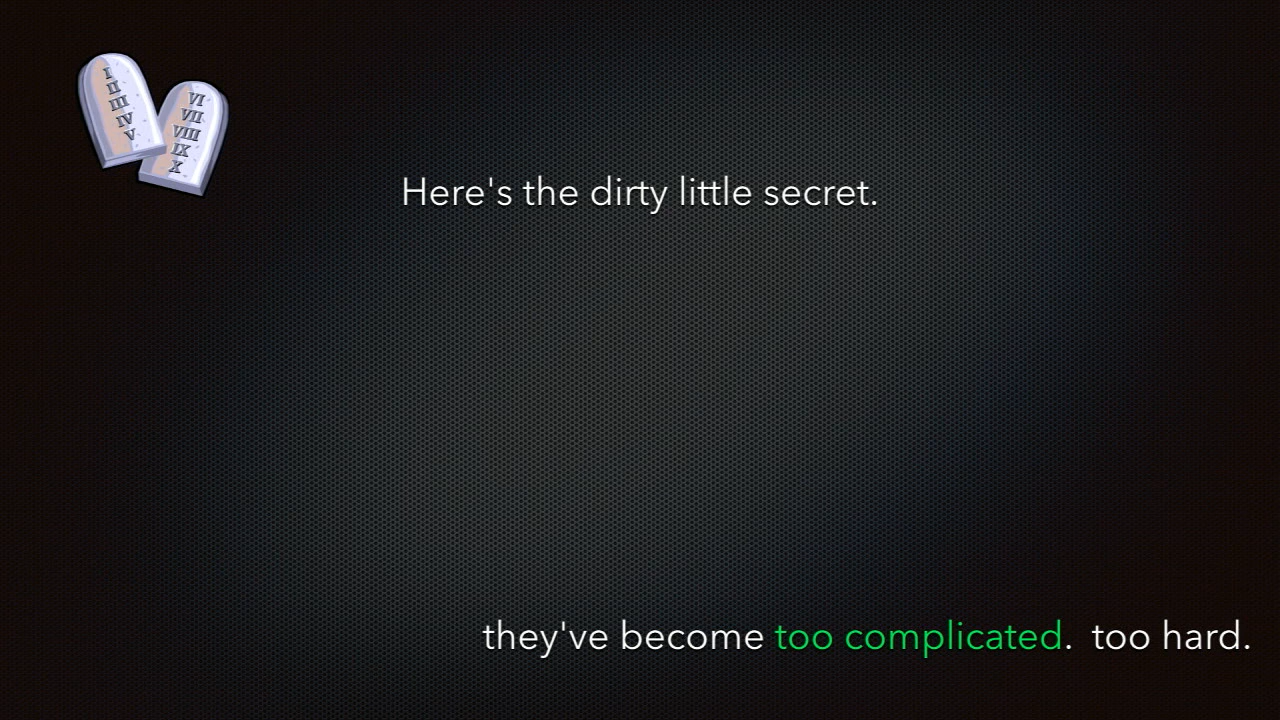 I
II
III
IV
V
VI
VII
VIII
IX
X
Here's the dirty little secret.
they've become too complicated.  too hard.